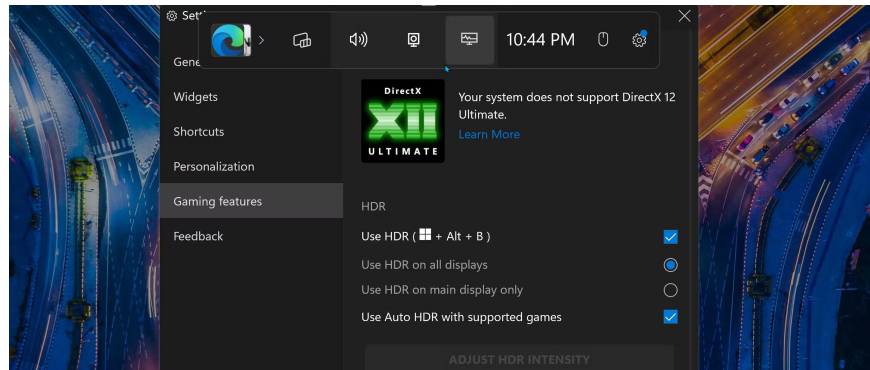 Sett
10:44 PM
Gene
Widgets
Shortcuts
Personalization
Gaming features
Feedback
DirectX
XII
ULTIMATE
Your system does not support DirectX 12
Ultimate.
Learn More
HDR
Use HDR ( + Alt + B )
Use HDR on all displays
Use HDR on main display only
Use Auto HDR with supported games
ADJUST HDR INTENSITY